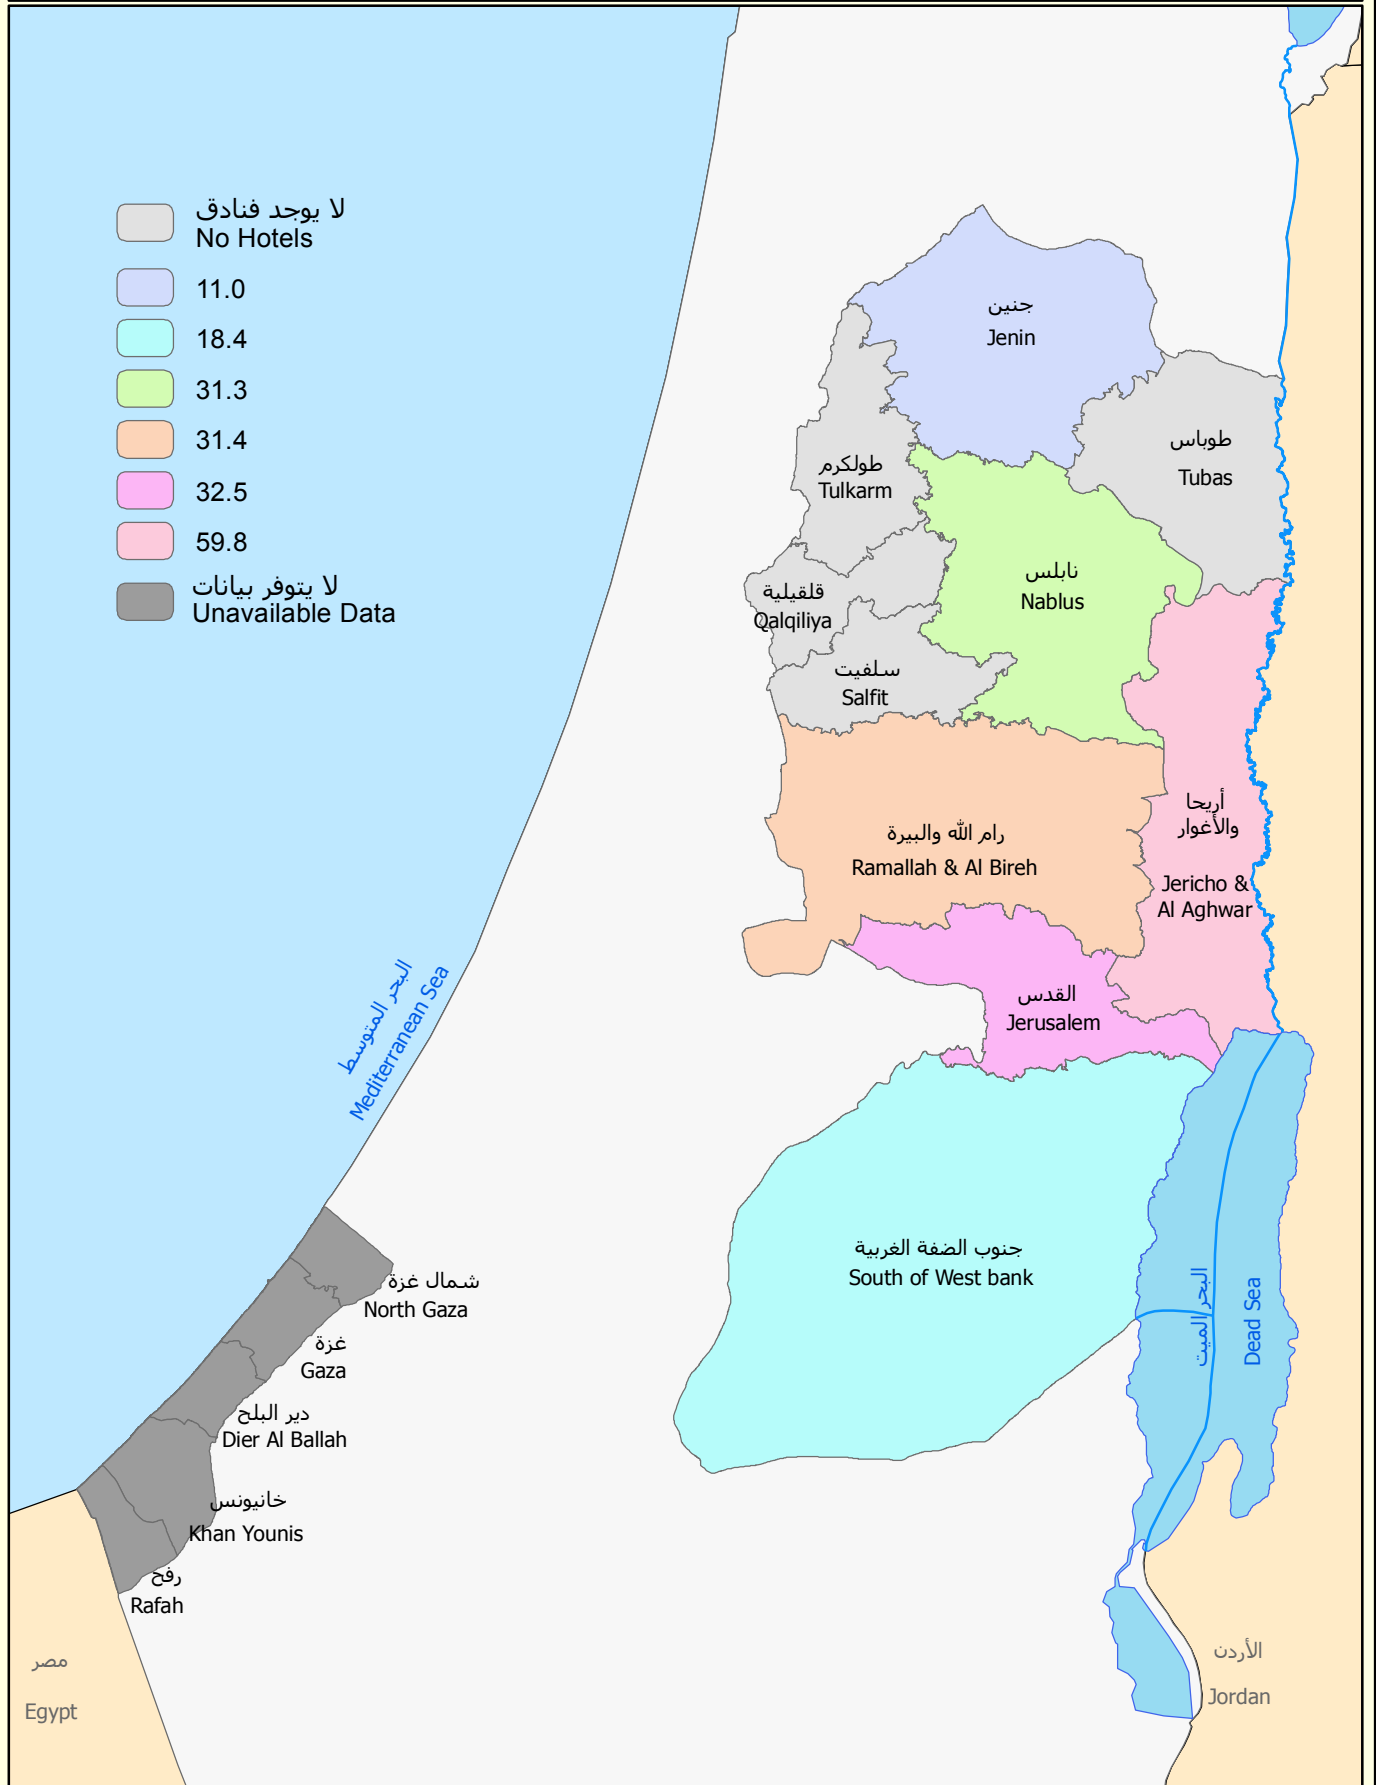 لا يوجد فنادق
No Hotels
11.0
18.4
31.3
31.4
32.5
59.8
لا يتوفر بيانات
Unavailable Data
جنين
Jenin
طوباس
Tubas
طولكرم
Tulkarm
نابلس
Nablus
قلقيلية
Qalqiliya
سلفيت
Salfit
أريحا
والأغوار
Jericho &
Al Aghwar
رام الله والبيرة
Ramallah & Al Bireh
القدس
Jerusalem
البحر المتوسط
Mediterranean Sea
جنوب الضفة الغربية
South of West bank
البحر الميت
Dead Sea
شمال غزة
North Gaza
غزة
Gaza
دير البلح
Dier Al Ballah
خانيونس
Khan Younis
رفح
Rafah
مصر
Egypt
الأردن
Jordan